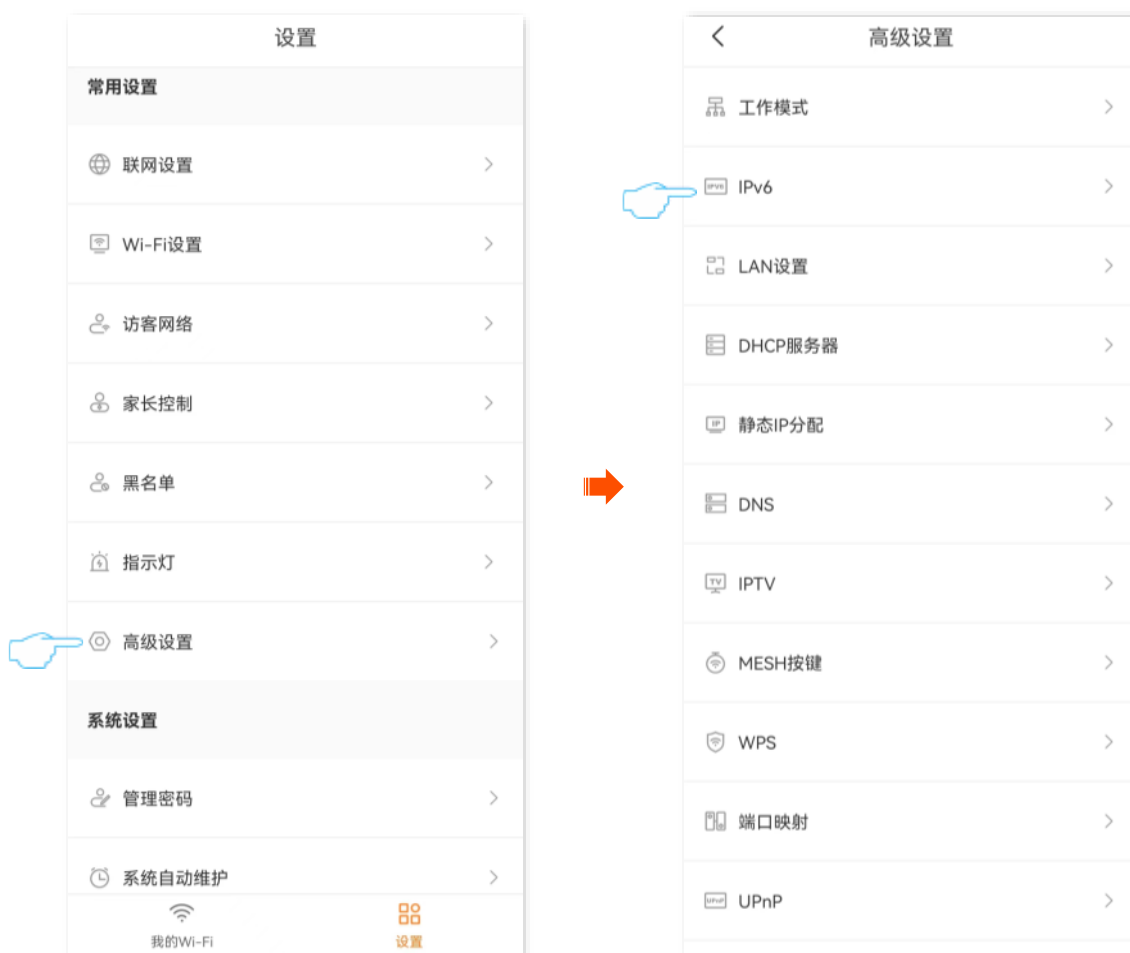 设置
常用设置
联网设置
Wi-Fi设置
访客网络
家长控制
黑名单
指示灯
高级设置
系统设置
管理密码
系统自动维护
我的Wi-Fi
设置
高级设置
工作模式
IPV6
IPv6
LAN设置
DHCP服务器
IP
静态IP分配
DNS
TV
IPTV
MESH按键
WPS
端口映射
UPnP
UPnP